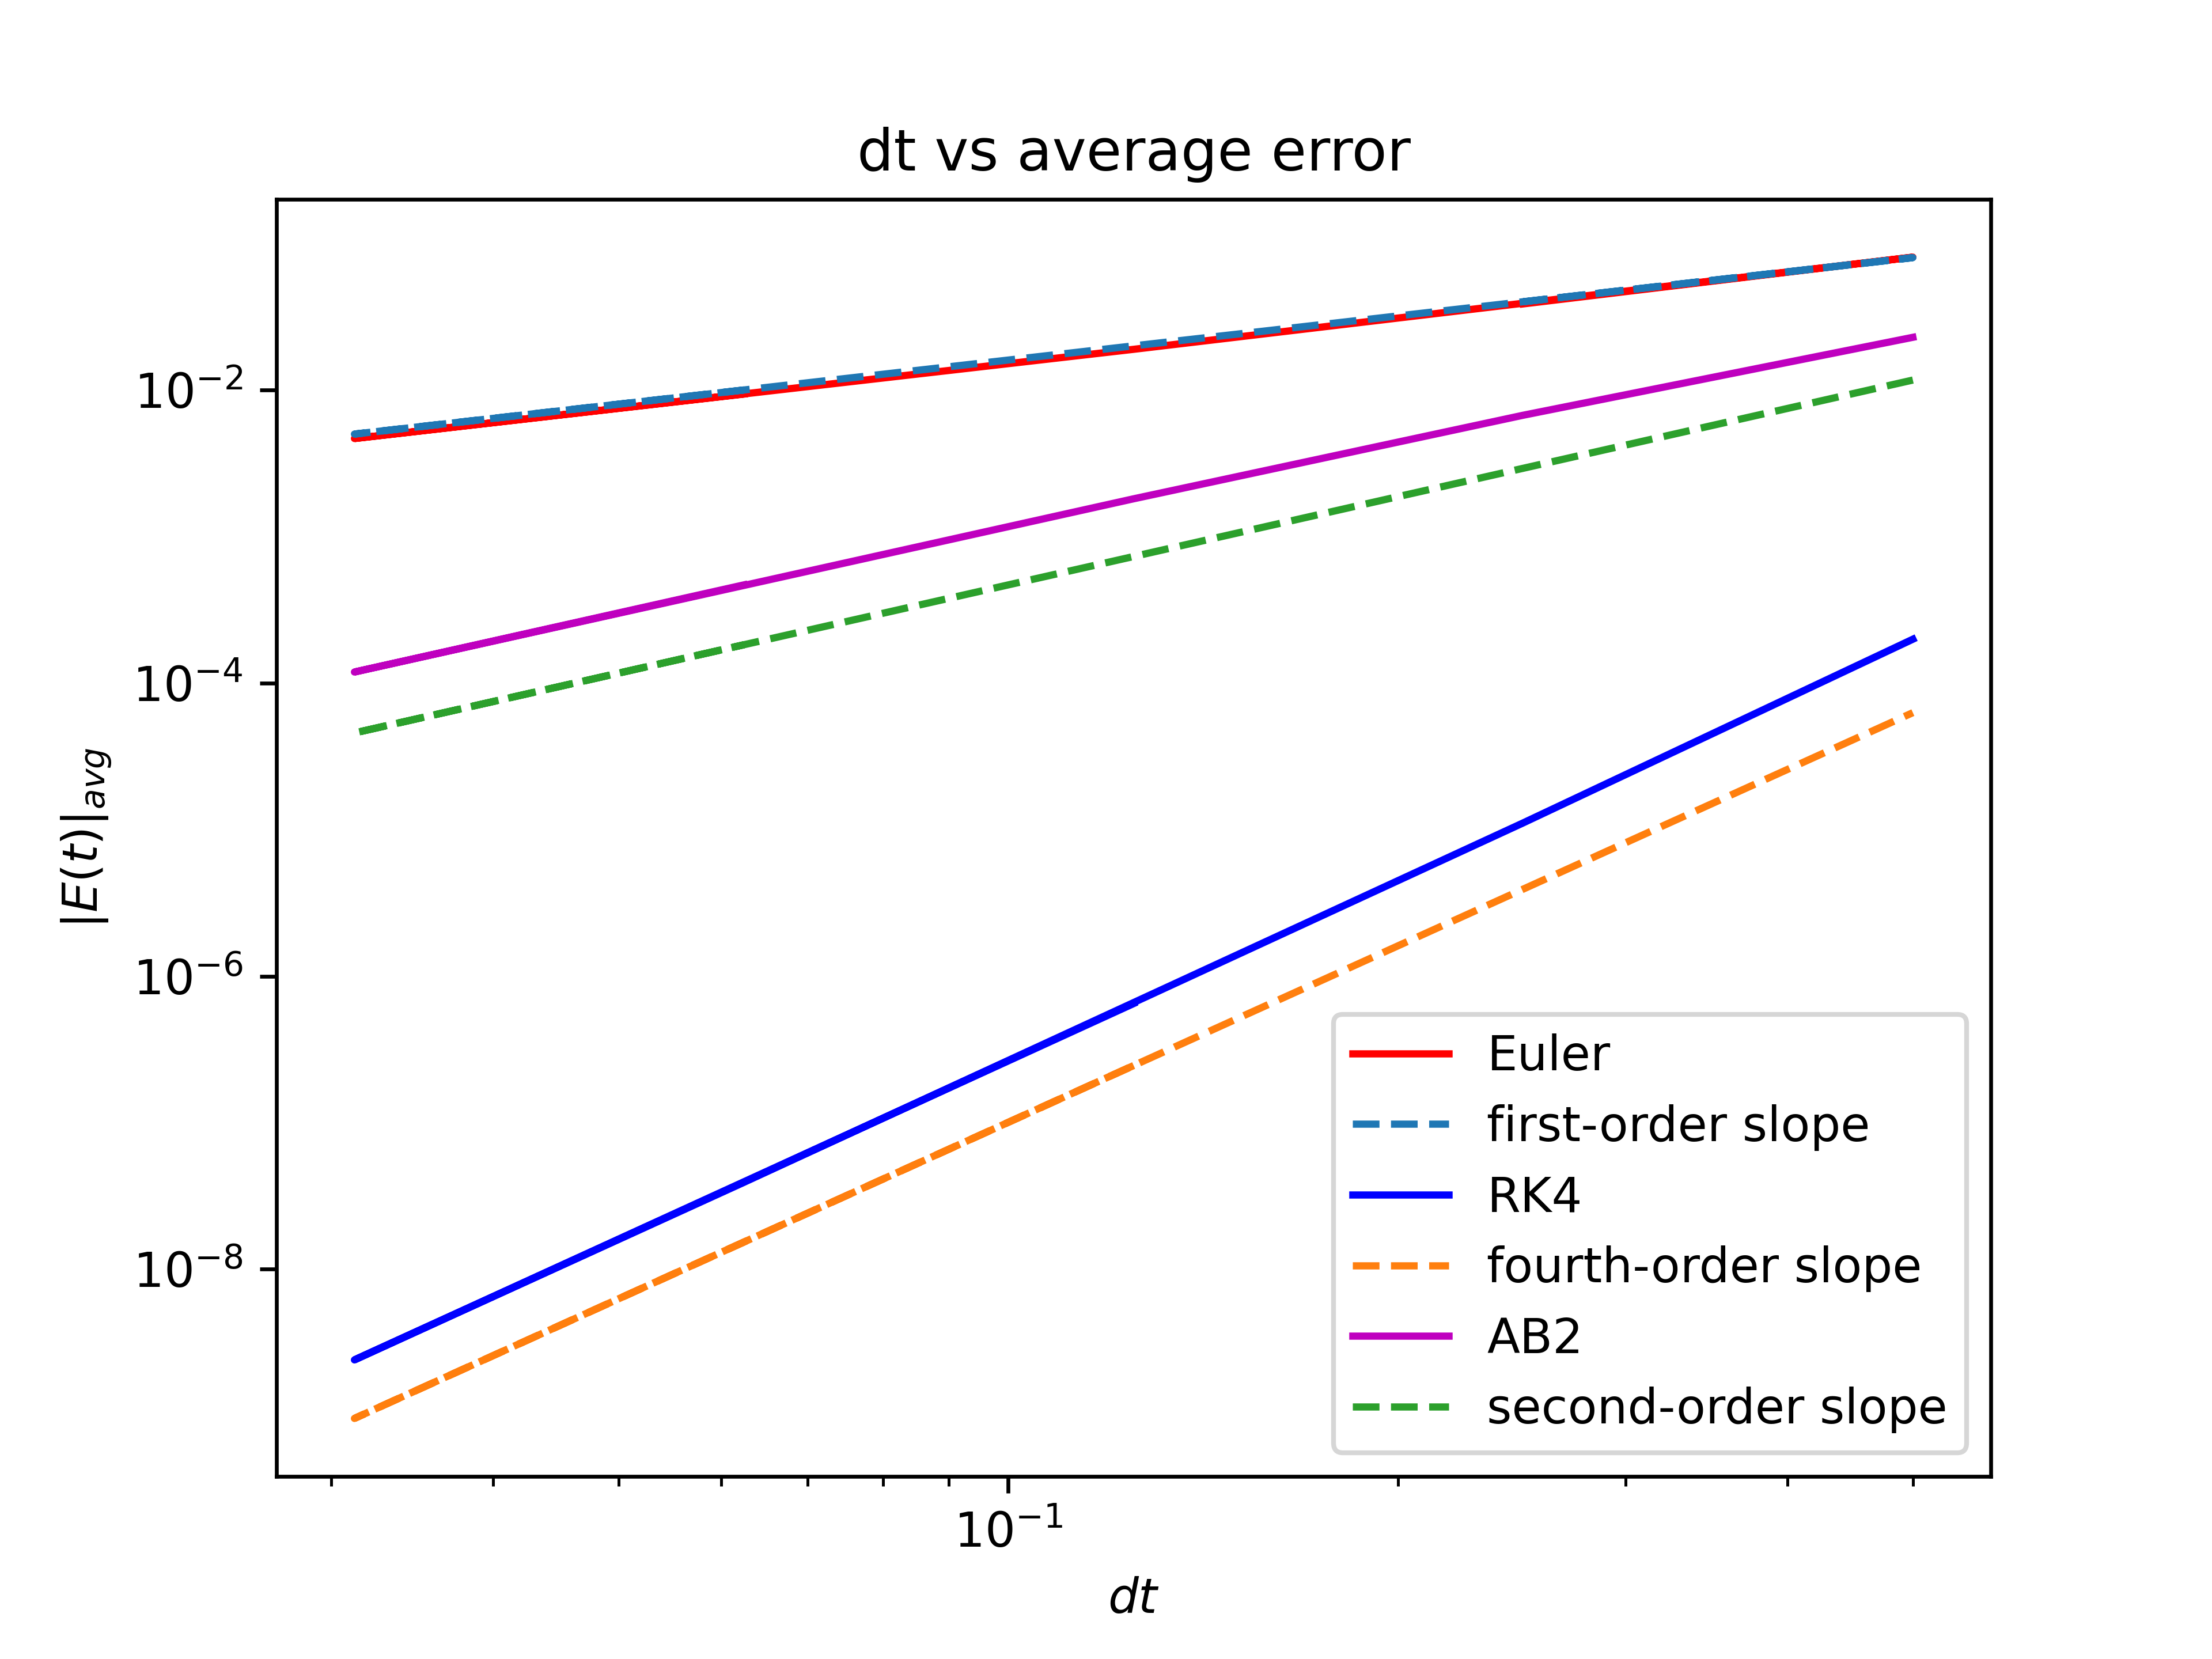 dt vs average error
10⁻²
10⁻⁴
10⁻⁶
10⁻⁸
|E(t)|avg
10⁻¹
dt
Euler
first-order slope
RK4
fourth-order slope
AB2
second-order slope